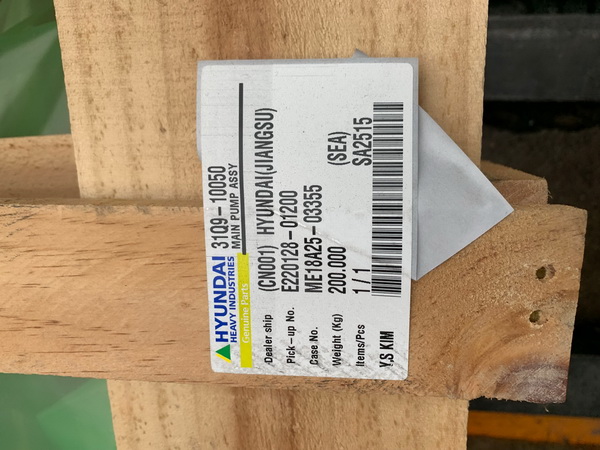 HYUNDAI
HEAVY INDUSTRIES
Genuine Parts
31Q9-10050
MAIN PUMP ASSY
Dealer ship (CN001) HYUNDAI(JIANGSU)
Pick-up No. E220128-01200
Case.No. ME18A25-03355
Weight (Kg) 200.000 (SEA)
Items/Pcs 1/1 SA2515
Y.S KIM